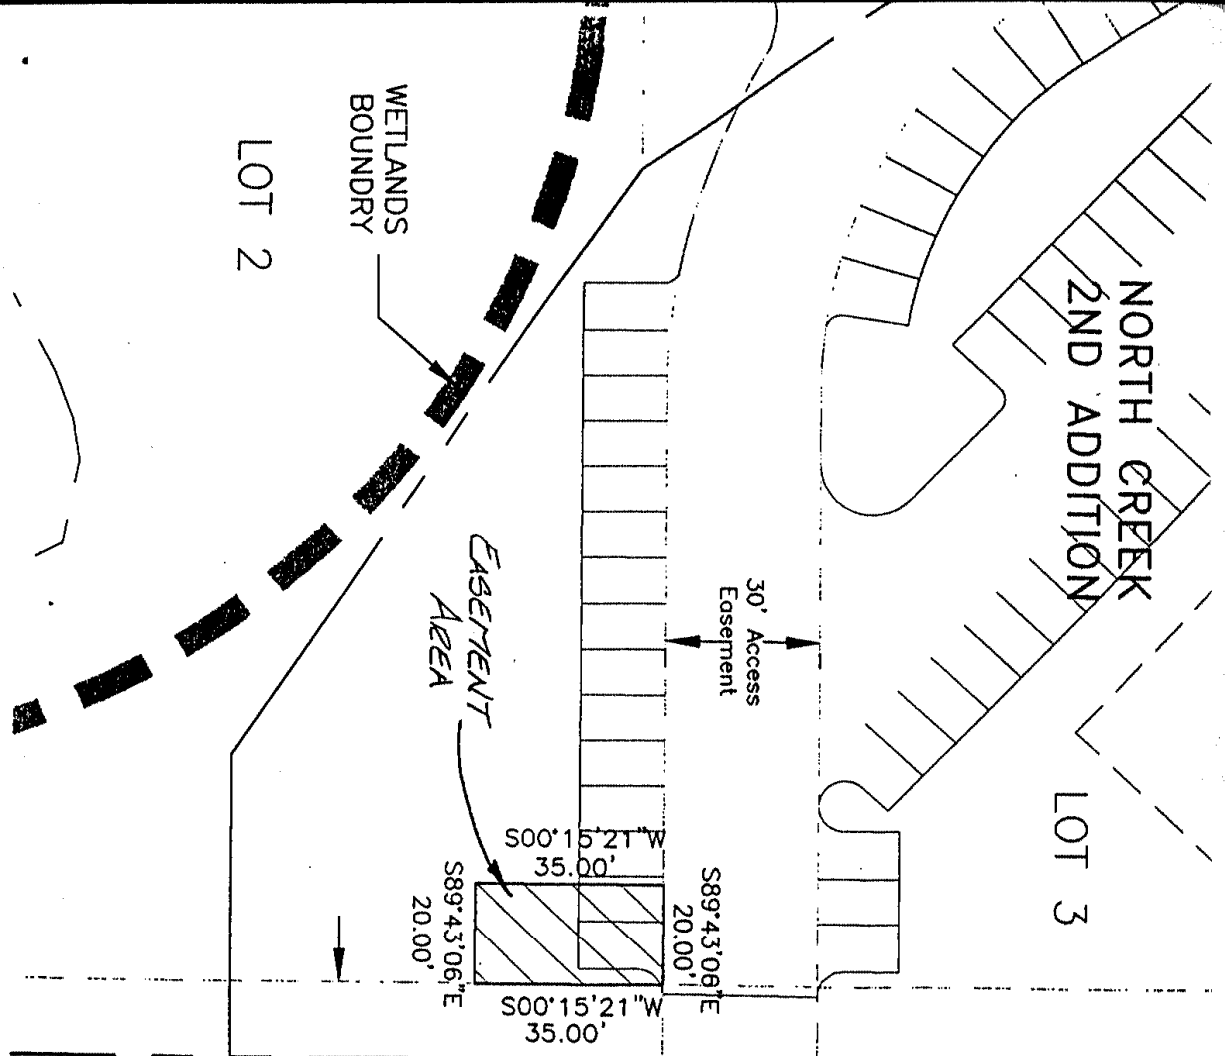 WETLANDS
BOUNDRY
LOT 2
NORTH CREEK
2ND ADDITION
30' Access
Easement
EASEMENT
AREA
LOT 3
S00°15'21"W
35.00'
S89°43'06"E
20.00'
S89°43'06"E
20.00'
S00°15'21"W
35.00'